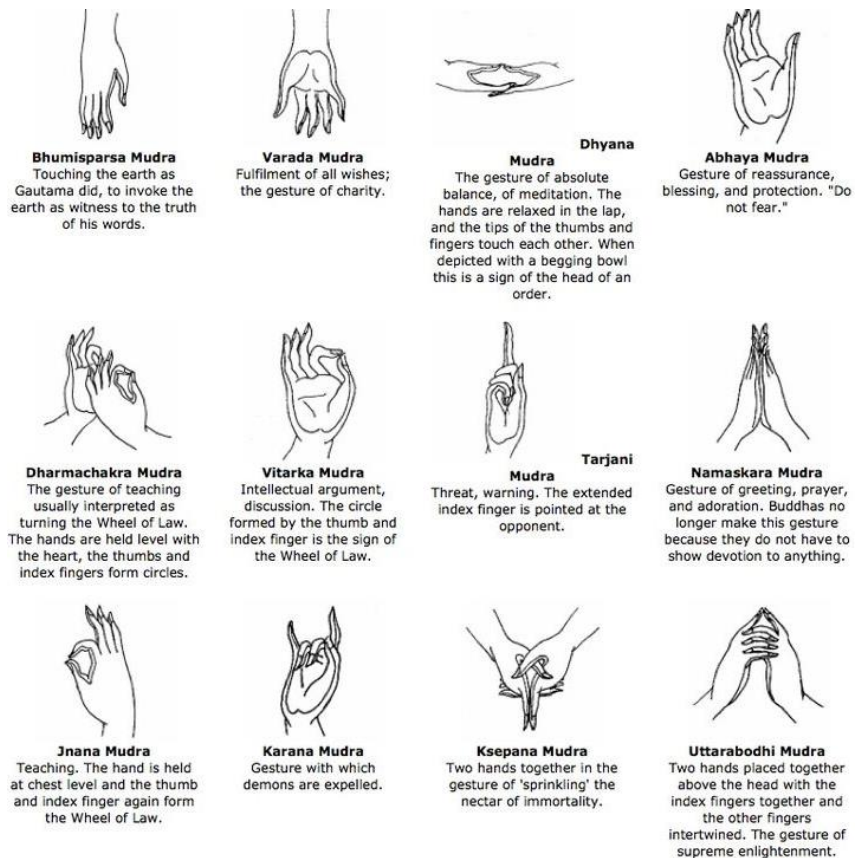 Bhumisparsa Mudra
Touching the earth as
Gautama did, to invoke the
earth as witness to the truth
of his words.
Varada Mudra
Fulfilment of all wishes;
the gesture of charity.
Dhyana
Mudra
The gesture of absolute
balance, of meditation. The
hands are relaxed in the lap,
and the tips of the thumbs and
fingers touch each other. When
depicted with a begging bowl
this is a sign of the head of an
order.
Abhaya Mudra
Gesture of reassurance,
blessing, and protection. "Do
not fear."
Dharmachakra Mudra
The gesture of teaching
usually interpreted as
turning the Wheel of Law.
The hands are held level with
the heart, the thumbs and
index fingers form circles.
Vitarka Mudra
Intellectual argument,
discussion. The circle
formed by the thumb and
index finger is the sign of
the Wheel of Law.
Tarjani
Mudra
Threat, warning. The extended
index finger is pointed at the
opponent.
Namaskara Mudra
Gesture of greeting, prayer,
and adoration. Buddhas no
longer make this gesture
because they do not have to
show devotion to anything.
Jnana Mudra
Teaching. The hand is held
at chest level and the thumb
and index finger again form
the Wheel of Law.
Karana Mudra
Gesture with which
demons are expelled.
Ksepana Mudra
Two hands together in the
gesture of 'sprinkling' the
nectar of immortality.
Uttarabodhi Mudra
Two hands placed together
above the head with the
index fingers together and
the other fingers
intertwined. The gesture of
supreme enlightenment.